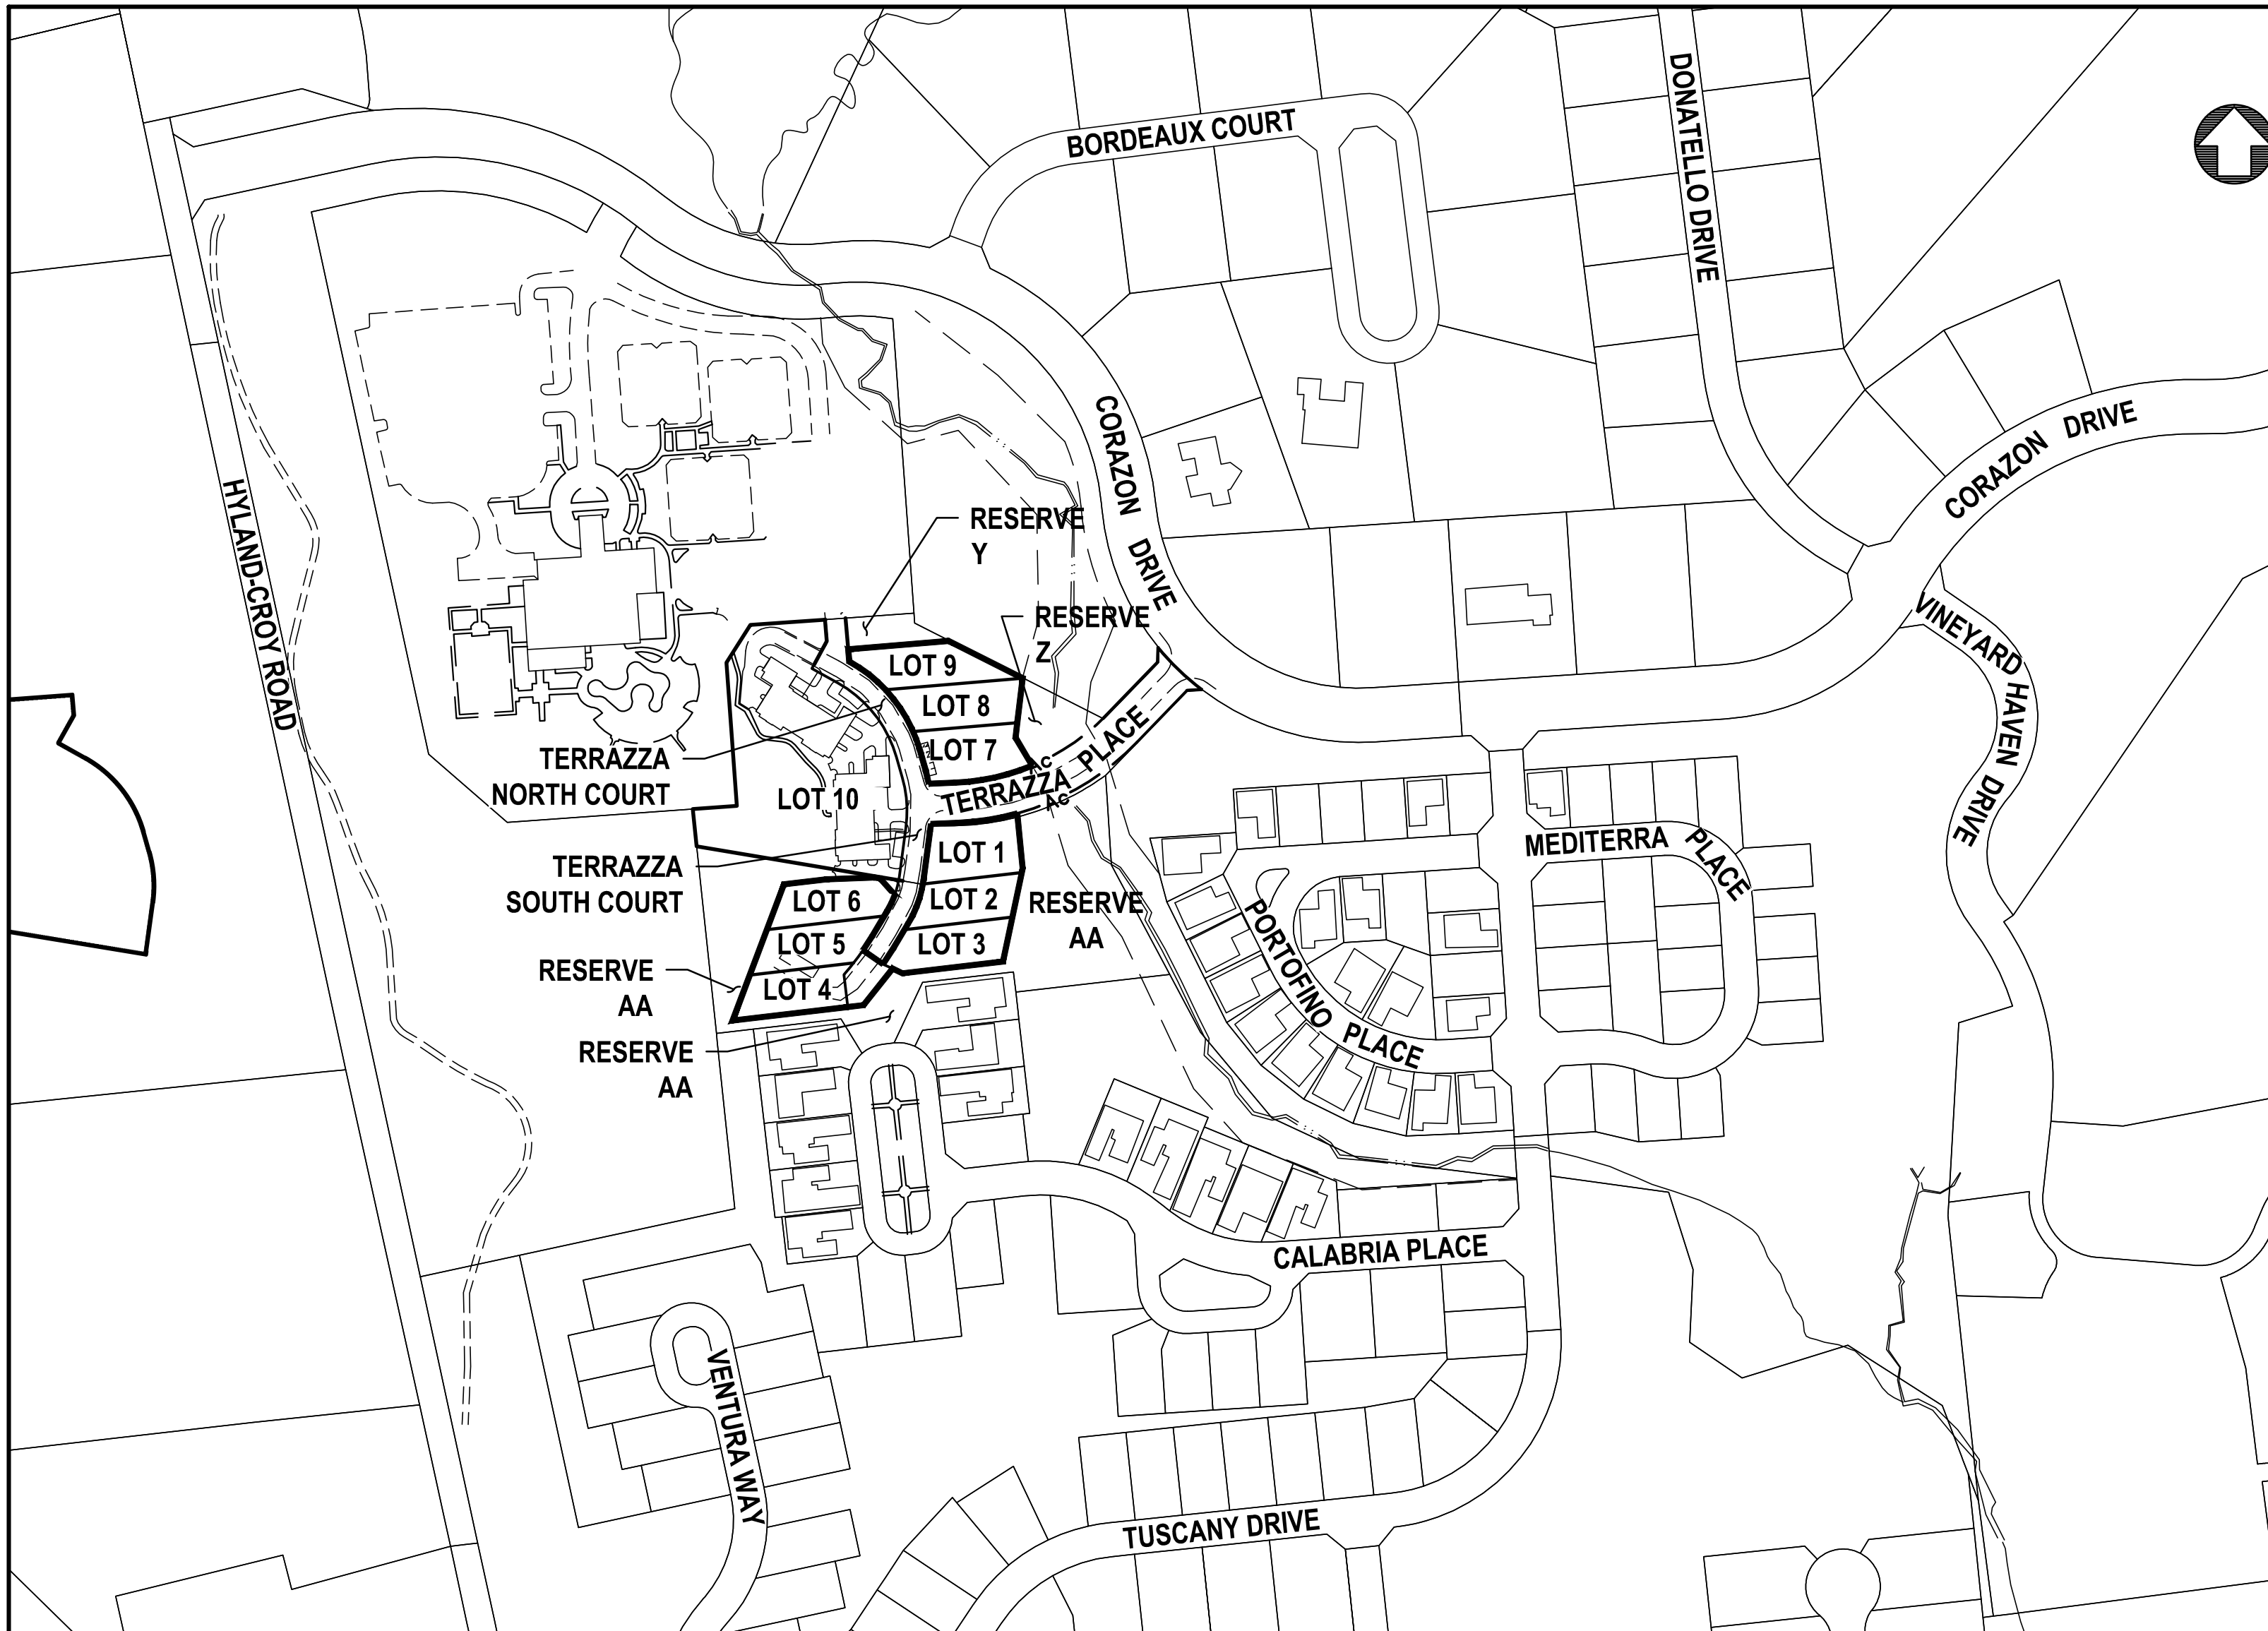 BORDEAUX COURT
DONATELLO DRIVE
CORAZON DRIVE
CORAZON DRIVE
HYLAND-CROY ROAD
RESERVE
Y
RESERVE
Z
VINEYARD HAVEN DRIVE
LOT 9
LOT 8
LOT 7
TERRAZZA
NORTH COURT
LOT 10
TERRAZZA PLACE
AC
AC
MEDITERRA PLACE
LOT 1
TERRAZZA
SOUTH COURT
LOT 6
LOT 2
RESERVE
AA
LOT 5
LOT 3
PORTOFINO PLACE
RESERVE
AA
LOT 4
RESERVE
AA
CALABRIA PLACE
VENTURA WAY
TUSCANY DRIVE